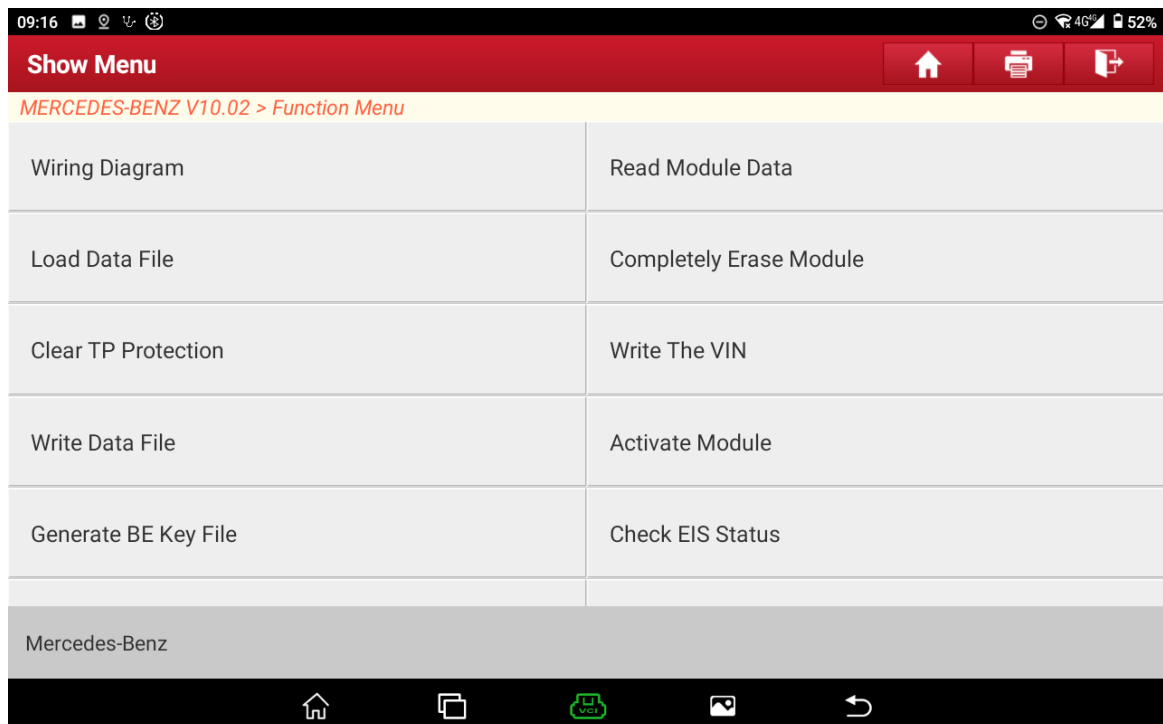 09:16 4G 4G 52%
Show Menu
MERCEDES-BENZ V10.02 > Function Menu
Wiring Diagram Read Module Data
Load Data File Completely Erase Module
Clear TP Protection Write The VIN
Write Data File Activate Module
Generate BE Key File Check EIS Status
Mercedes-Benz
VCI